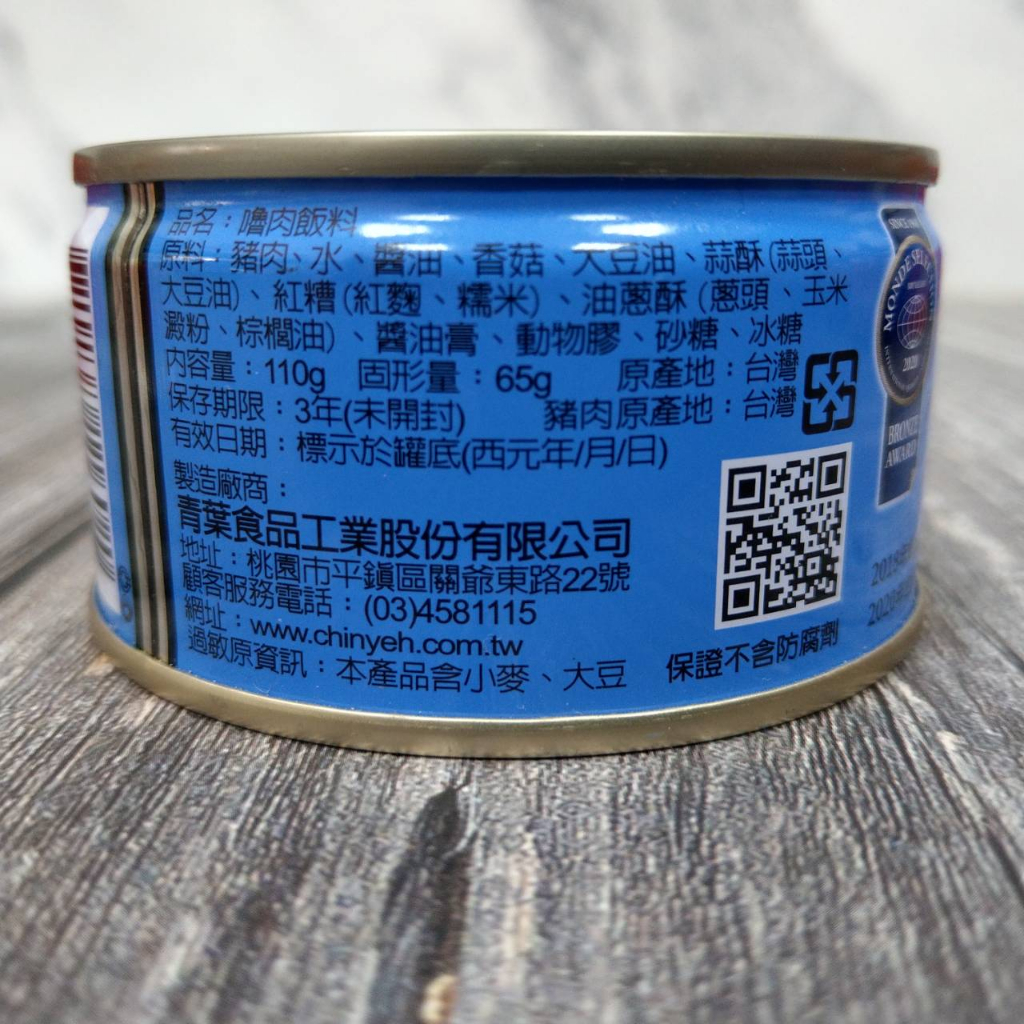 品名：嚕肉飯料
原料：豬肉、水、醬油、香菇、大豆油、蒜酥(蒜頭、
大豆油)、紅糟(紅麴、糯米)、油蔥酥(蔥頭、玉米
澱粉、棕櫚油)、醬油膏、動物膠、砂糖、冰糖
內容量：110g 固形量：65g 原產地：台灣
保存期限：3年(未開封) 豬肉原產地：台灣
有效日期：標示於罐底(西元年/月/日)
製造廠商：
青葉食品工業股份有限公司
地址：桃園市平鎮區關爺東路22號
顧客服務電話：(03)4581115
網址：www.chinyeh.com.tw
過敏原資訊：本產品含小麥、大豆
保證不含防腐劑
MONDE SELECTION
2020
BRONZE
AWARD